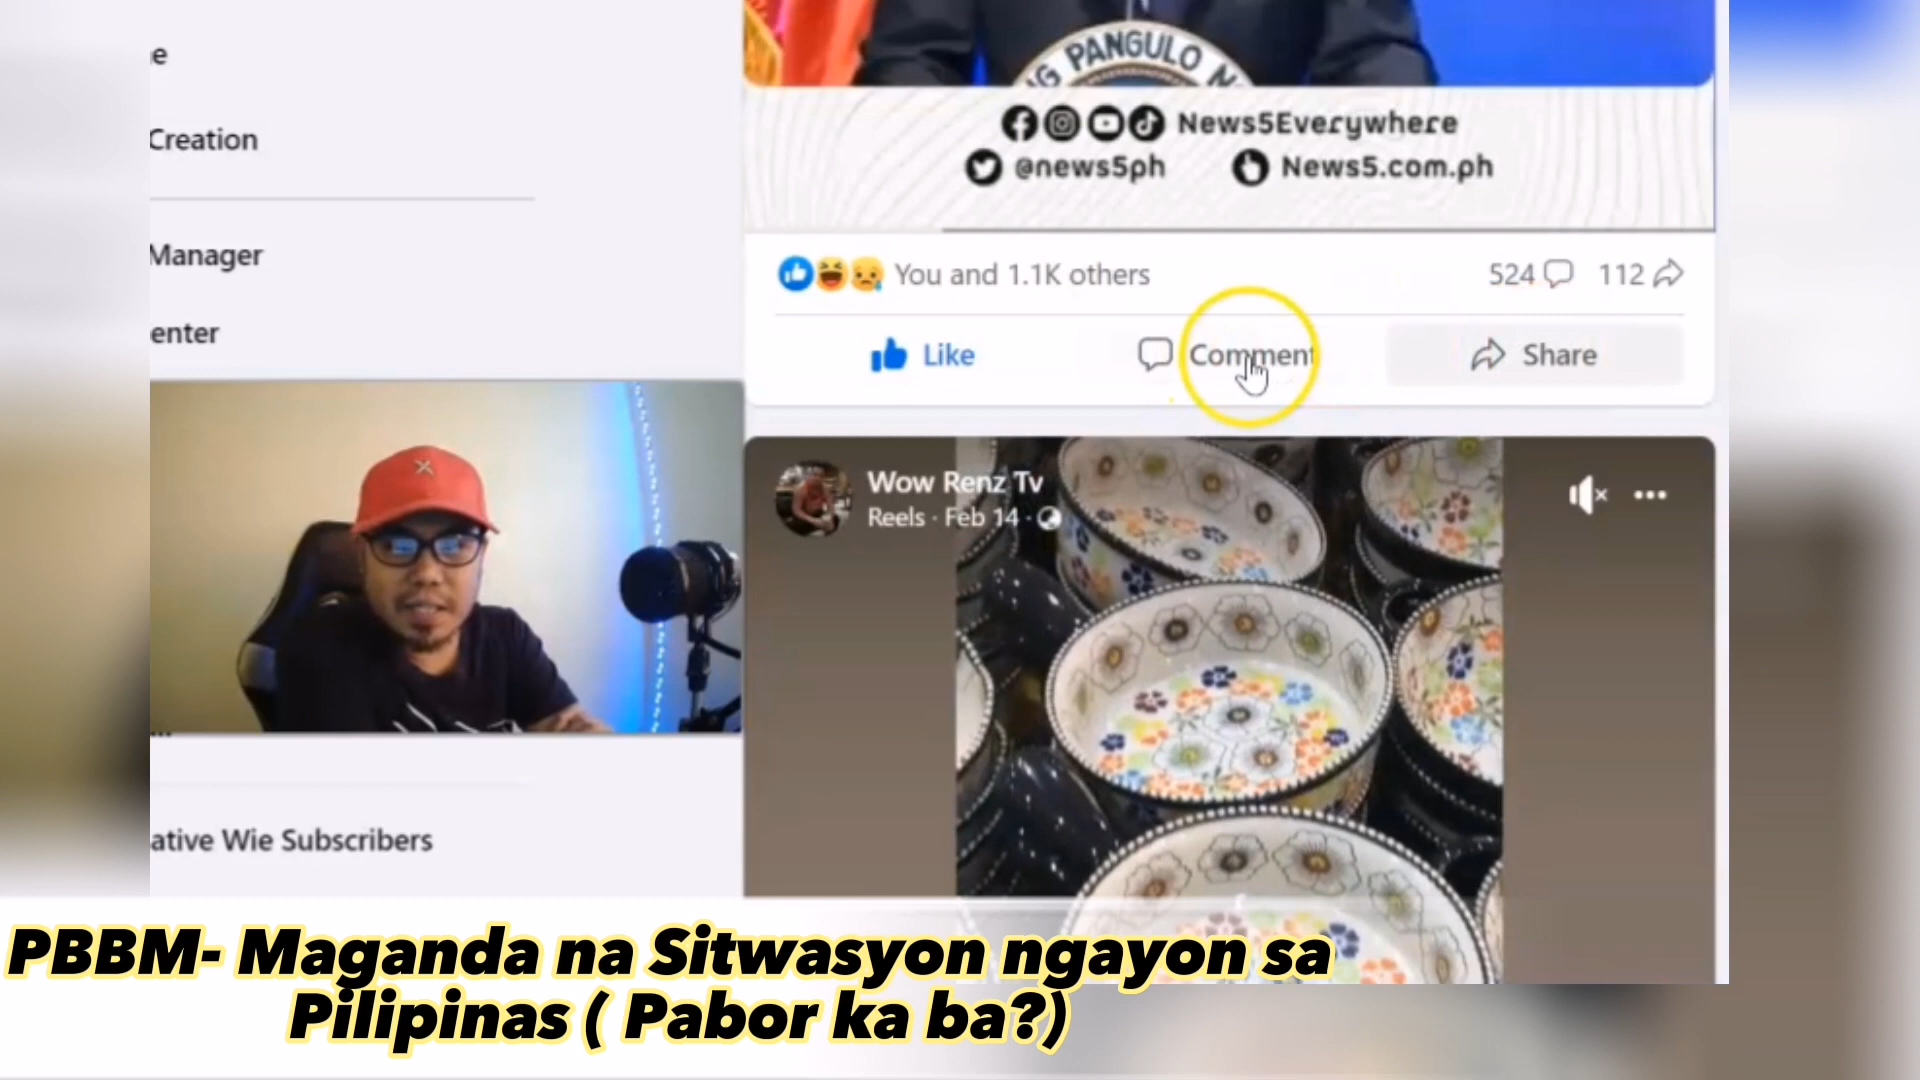 e
Creation
Manager
enter
NG PANGULO N
News5Everywhere
@news5ph
News5.com.ph
You and 1.1K others
524
112
Like
Comment
Share
Wow Renz Tv
Reels · Feb 14 ·
ative Wie Subscribers
PBBM- Maganda na Sitwasyon ngayon sa
Pilipinas ( Pabor ka ba?)